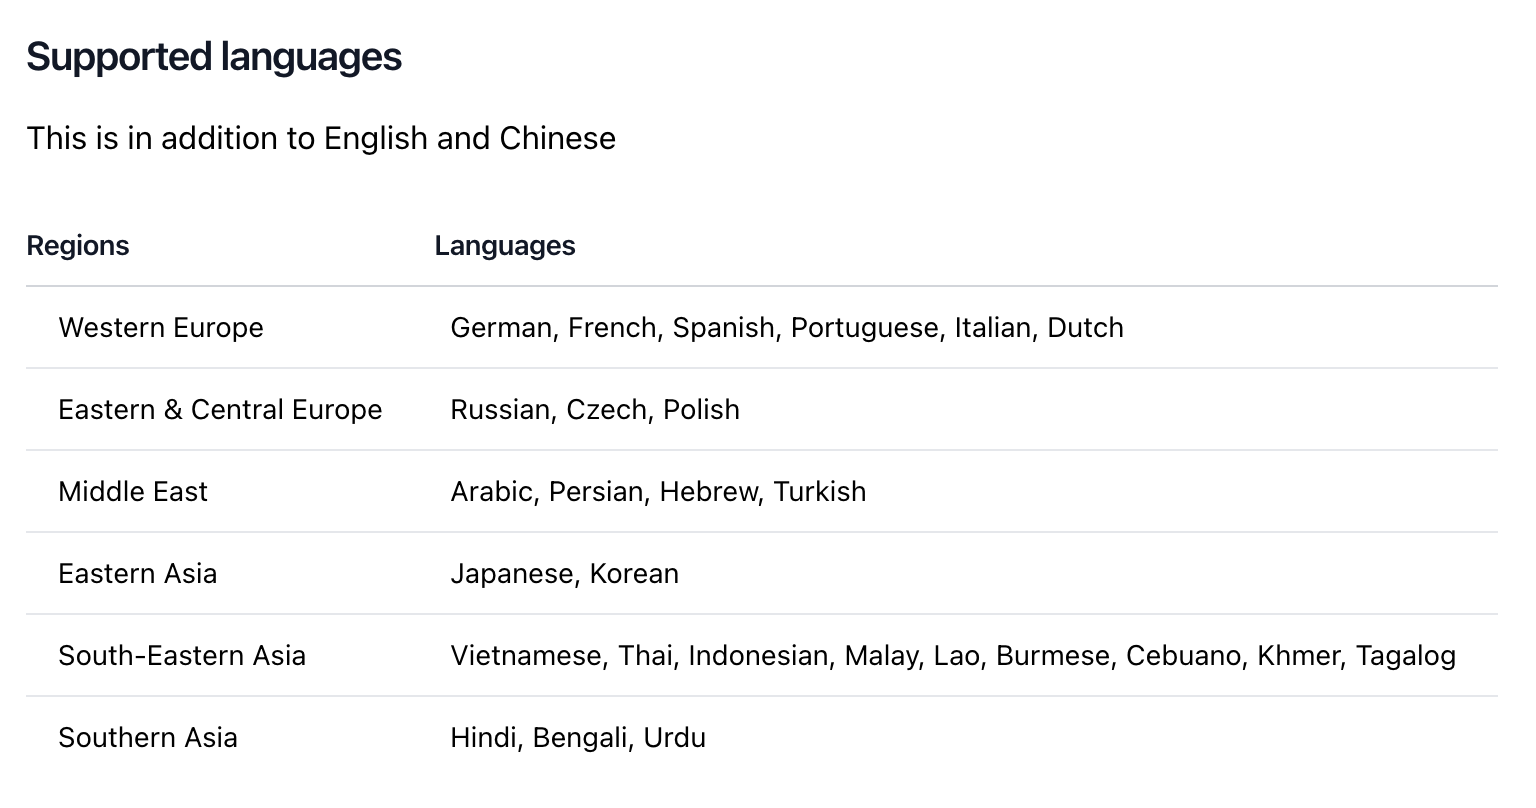 Supported languages
This is in addition to English and Chinese
Regions Languages
Western Europe German, French, Spanish, Portuguese, Italian, Dutch
Eastern & Central Europe Russian, Czech, Polish
Middle East Arabic, Persian, Hebrew, Turkish
Eastern Asia Japanese, Korean
South-Eastern Asia Vietnamese, Thai, Indonesian, Malay, Lao, Burmese, Cebuano, Khmer, Tagalog
Southern Asia Hindi, Bengali, Urdu